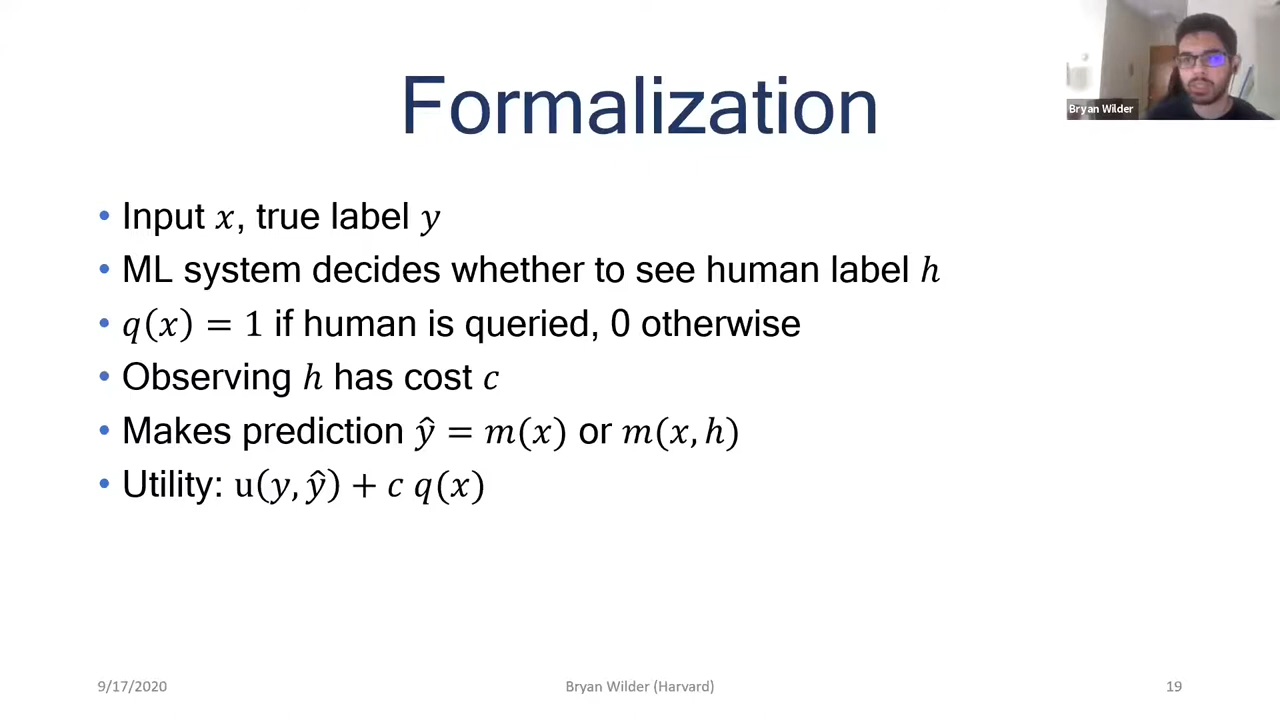 Formalization
Bryan Wilder
• Input 𝑥, true label 𝑦
• ML system decides whether to see human label ℎ
• 𝑞(𝑥) = 1 if human is queried, 0 otherwise
• Observing ℎ has cost 𝑐
• Makes prediction ŷ = 𝑚(𝑥) or 𝑚(𝑥, ℎ)
• Utility: u(𝑦, ŷ) + 𝑐 𝑞(𝑥)
9/17/2020
Bryan Wilder (Harvard)
19